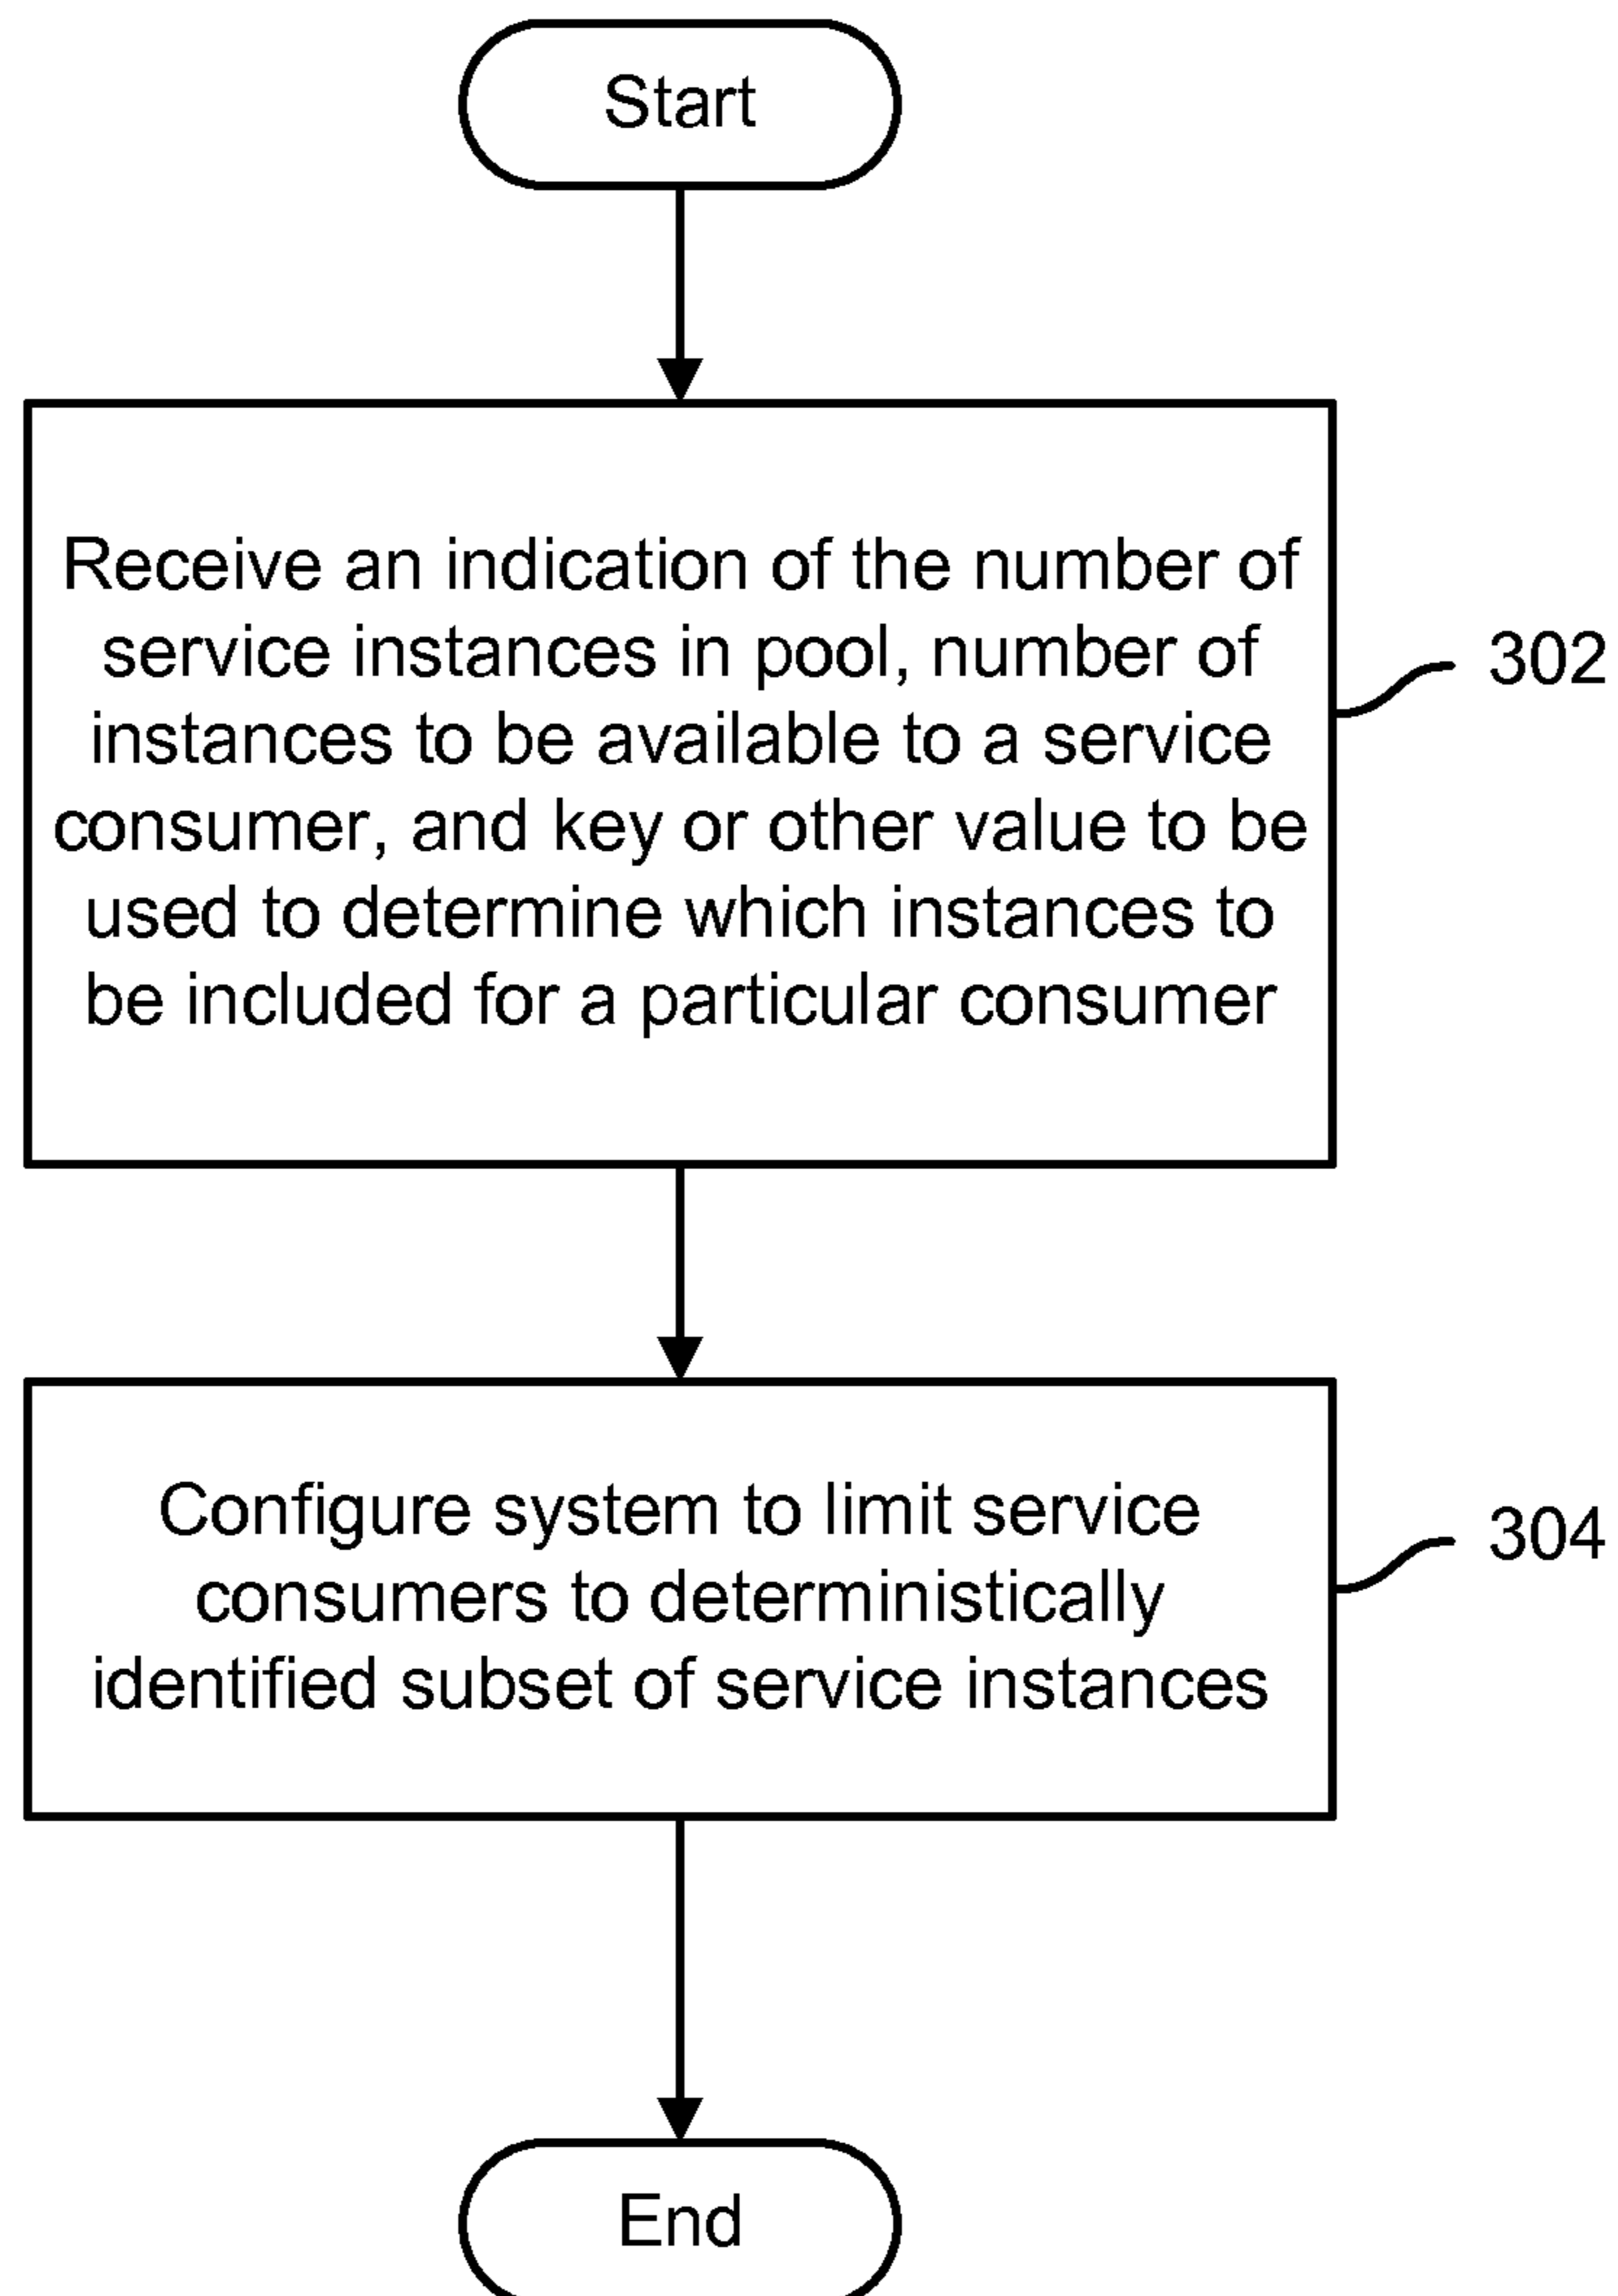 Start
Receive an indication of the number of
service instances in pool, number of
instances to be available to a service
consumer, and key or other value to be
used to determine which instances to
be included for a particular consumer
302
Configure system to limit service
consumers to deterministically
identified subset of service instances
304
End